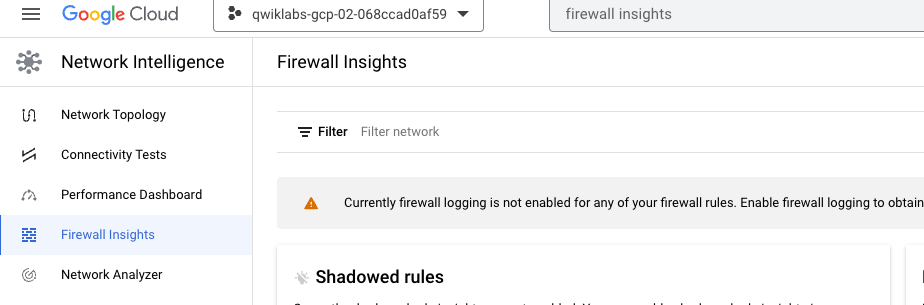 Google Cloud
qwiklabs-gcp-02-068ccad0af59
firewall insights
Network Intelligence
Firewall Insights
Network Topology
Filter Filter network
Connectivity Tests
Performance Dashboard
Currently firewall logging is not enabled for any of your firewall rules. Enable firewall logging to obtain
Firewall Insights
Network Analyzer
Shadowed rules